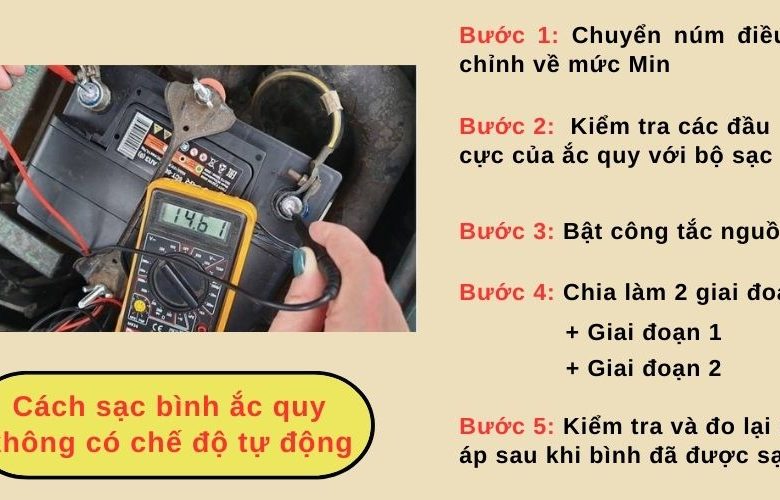 14.61
Cách sạc bình ắc quy
không có chế độ tự động
Bước 1: Chuyển núm điều
chỉnh về mức Min
Bước 2: Kiểm tra các đầu
cực của ắc quy với bộ sạc
Bước 3: Bật công tắc nguồ
Bước 4: Chia làm 2 giai đoạ
+ Giai đoạn 1
+ Giai đoạn 2
Bước 5: Kiểm tra và đo lại
áp sau khi bình đã được sạ